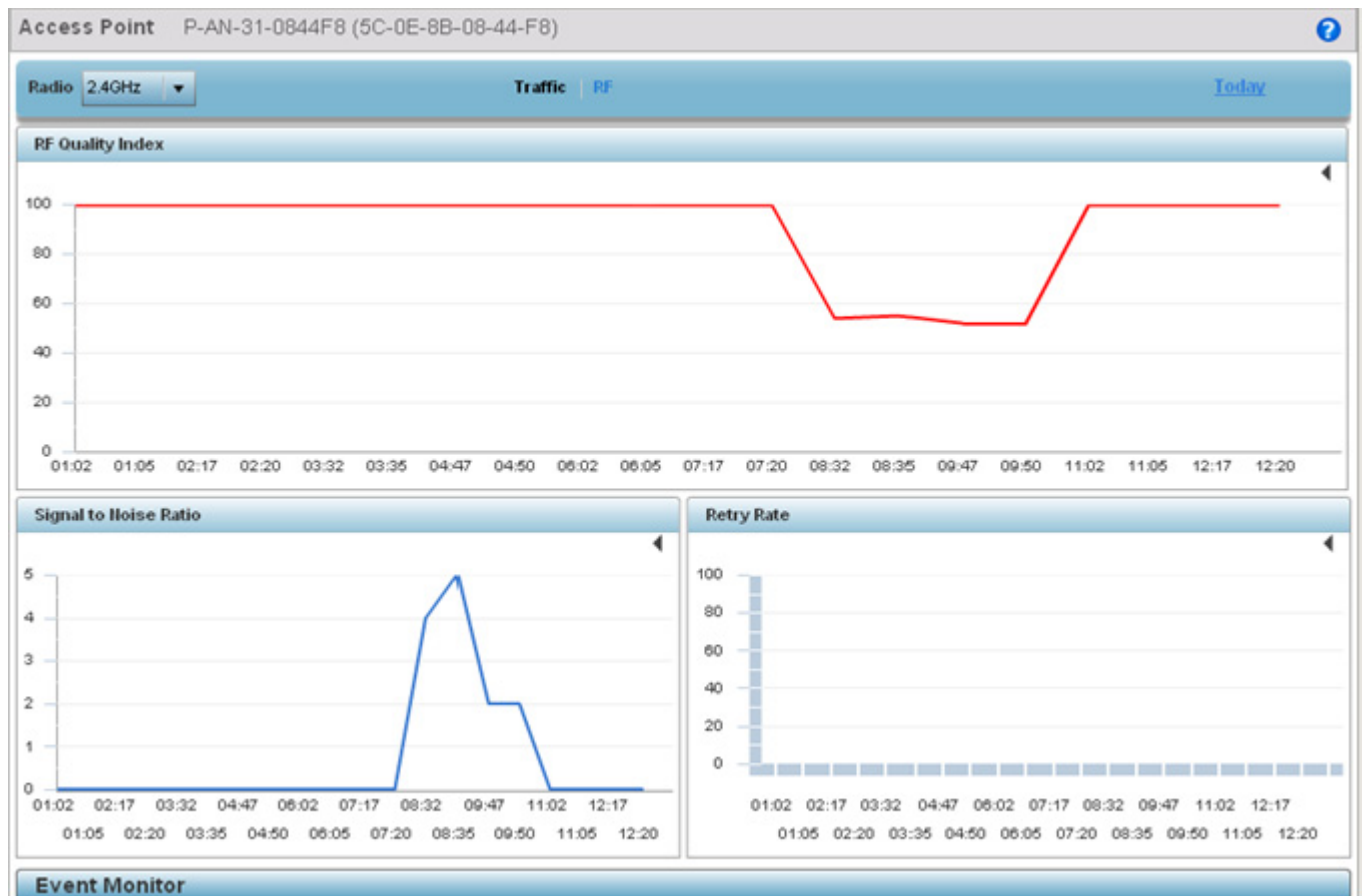 Access Point P-AN-31-0844F8 (5C-0E-8B-08-44-F8) ?
Radio 2.4GHz Traffic RF Today
RF Quality Index
100
80
60
40
20
0
01:02 01:05 02:17 02:20 03:32 03:35 04:47 04:50 06:02 06:05 07:17 07:20 08:32 08:35 09:47 09:50 11:02 11:05 12:17 12:20
Signal to Noise Ratio
5
4
3
2
1
0
01:02 02:17 03:32 04:47 06:02 07:17 08:32 09:47 11:02 12:17
01:05 02:20 03:35 04:50 06:05 07:20 08:35 09:50 11:05 12:20
Retry Rate
100
80
60
40
20
0
01:02 02:17 03:32 04:47 06:02 07:17 08:32 09:47 11:02 12:17
01:05 02:20 03:35 04:50 06:05 07:20 08:35 09:50 11:05 12:20
Event Monitor